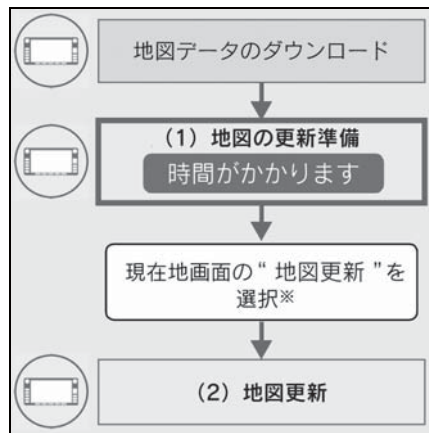 地図データのダウンロード
(1) 地図の更新準備
時間がかかります
現在地画面の“ 地図更新 ”を
選択※
(2) 地図更新